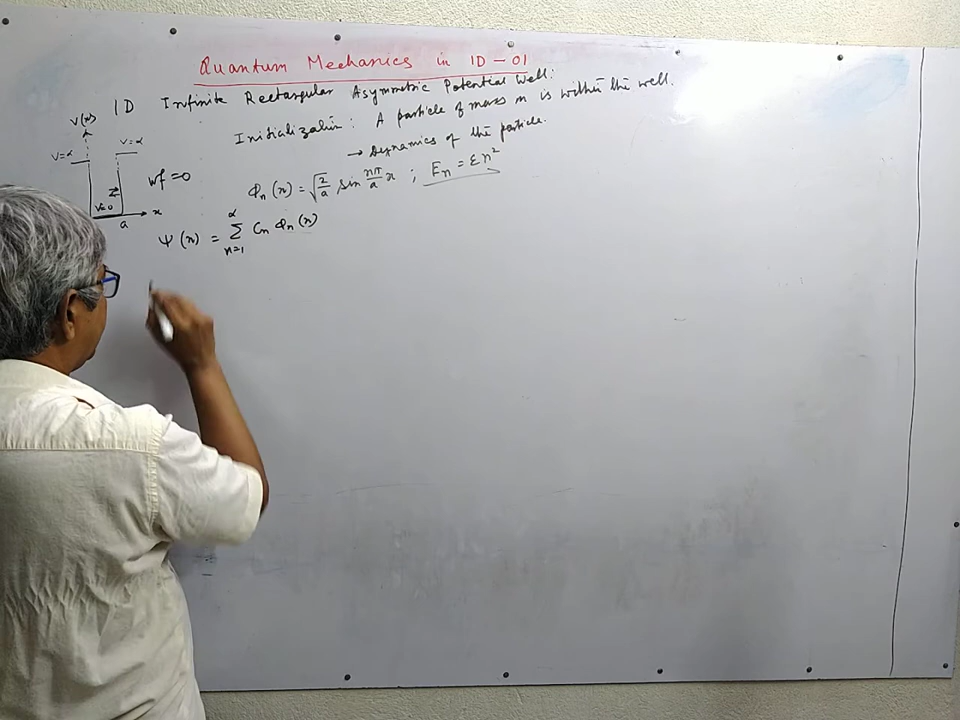 Quantum Mechanics in 1D - 01
1D Infinite Rectangular Asymmetric Potential Well:
Initialization: A particle of mass m is within the well.
→ Dynamics of the particle.
V(x)
V=α
V=α
V=0
x
a
wf=0
Φn(x) = √(2/a) sin nπ/a x ; En = εn²
Ψ(x) = Σ n=1 α Cn Φn(x)